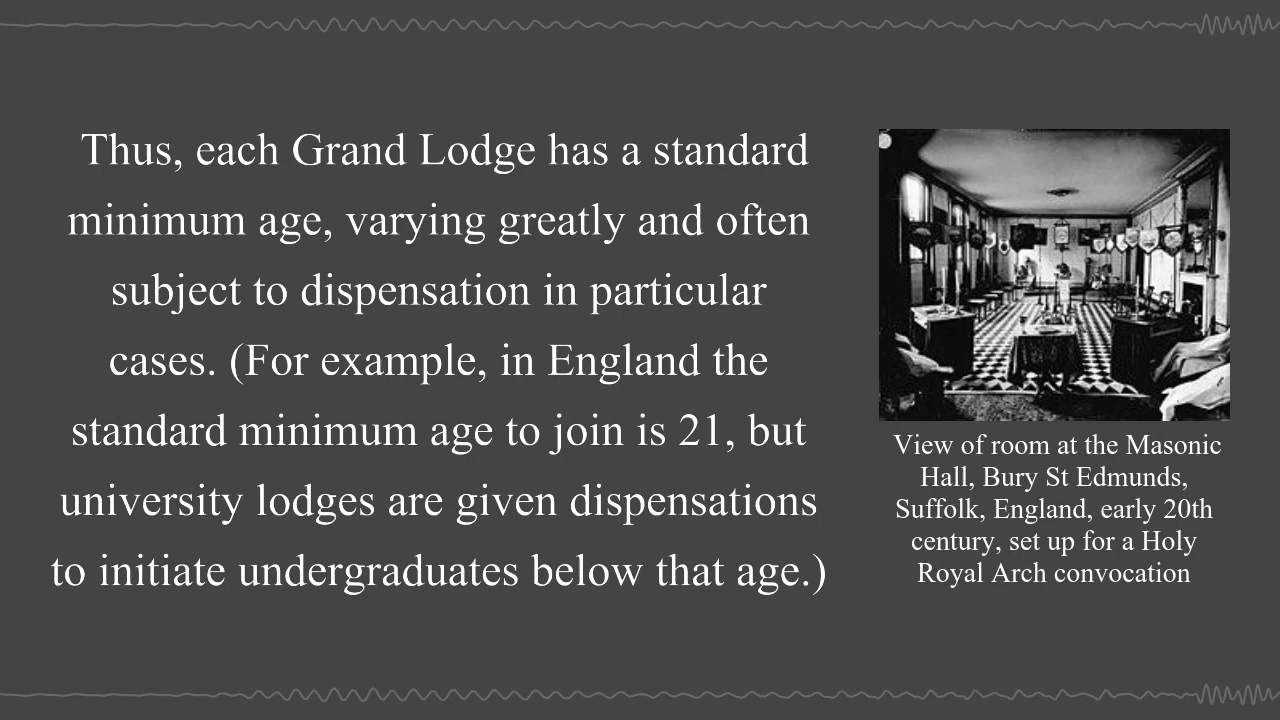 Thus, each Grand Lodge has a standard
minimum age, varying greatly and often
subject to dispensation in particular
cases. (For example, in England the
standard minimum age to join is 21, but
university lodges are given dispensations
to initiate undergraduates below that age.)
View of room at the Masonic
Hall, Bury St Edmunds,
Suffolk, England, early 20th
century, set up for a Holy
Royal Arch convocation